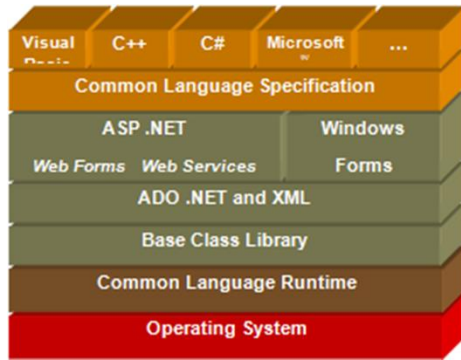 Visual C++ C# Microsoft ...
Common Language Specification
ASP .NET Windows
Web Forms Web Services Forms
ADO .NET and XML
Base Class Library
Common Language Runtime
Operating System